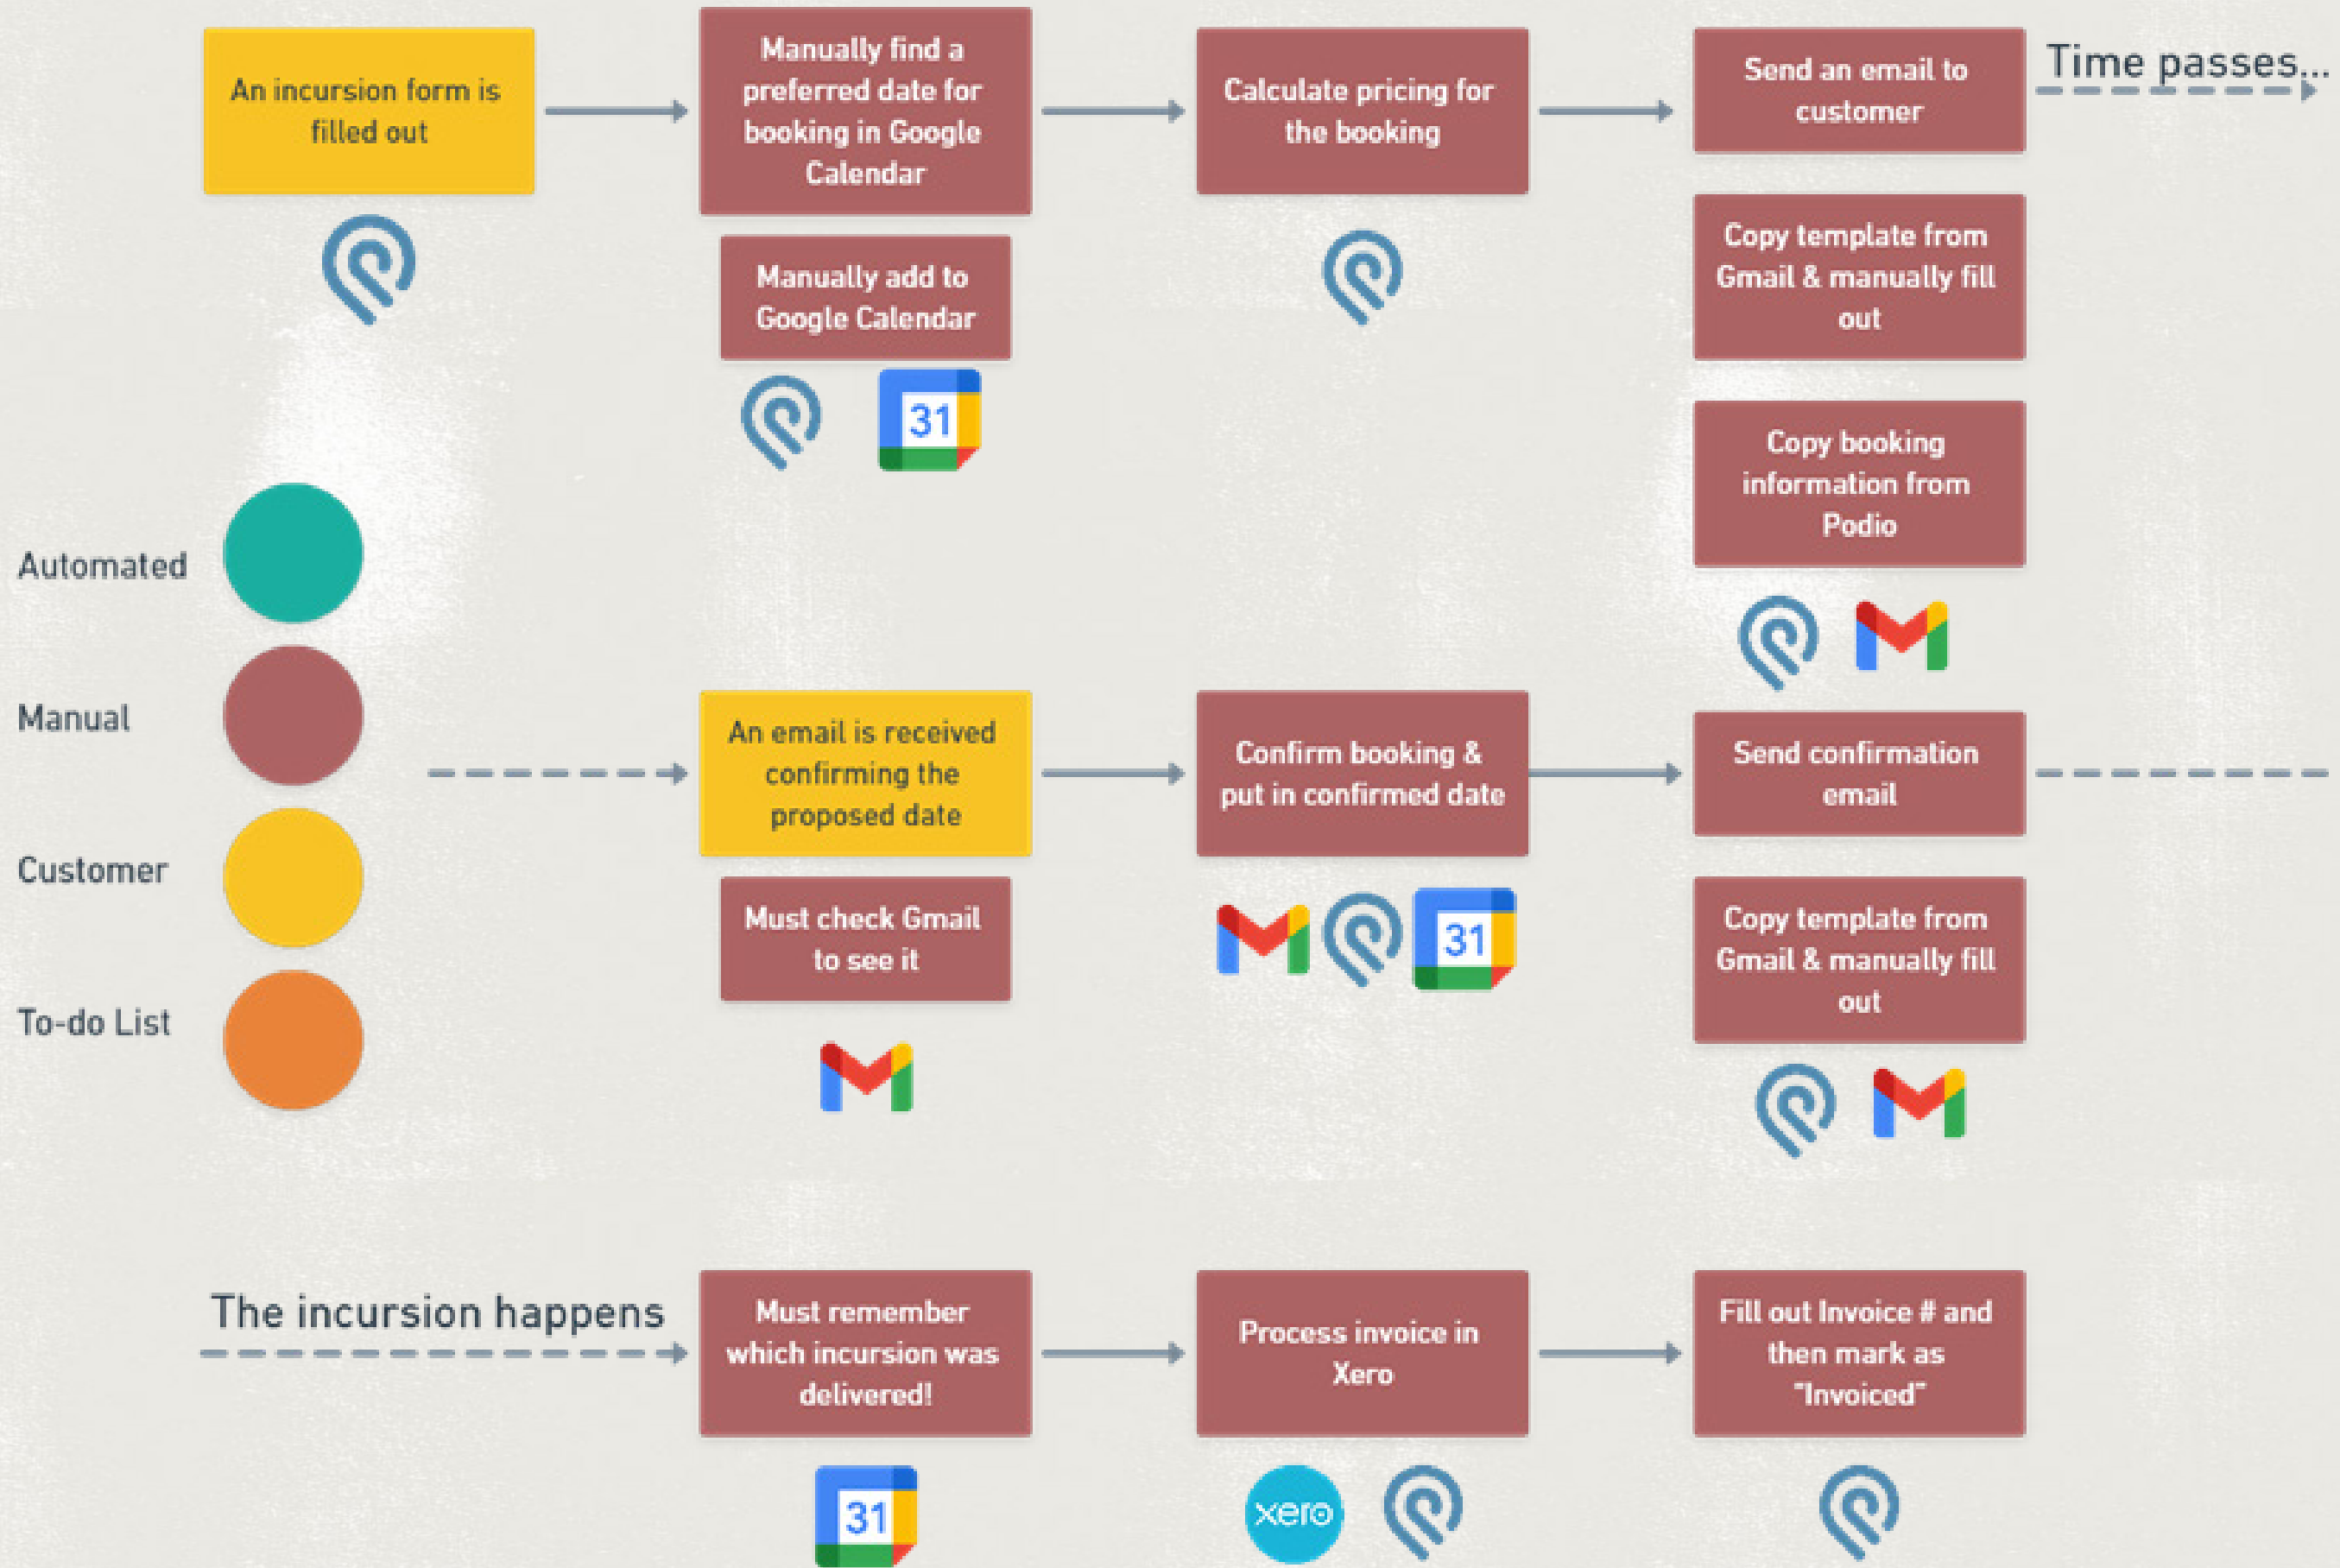 An incursion form is
filled out
Manually find a
preferred date for
booking in Google
Calendar
Manually add to
Google Calendar
31
Calculate pricing for
the booking
Send an email to
customer
Time passes...
Copy template from
Gmail & manually fill
out
Copy booking
information from
Podio
Automated
Manual
Customer
To-do List
An email is received
confirming the
proposed date
Must check Gmail
to see it
Confirm booking &
put in confirmed date
31
Send confirmation
email
Copy template from
Gmail & manually fill
out
The incursion happens
Must remember
which incursion was
delivered!
31
Process invoice in
Xero
xero
Fill out Invoice # and
then mark as
"Invoiced"